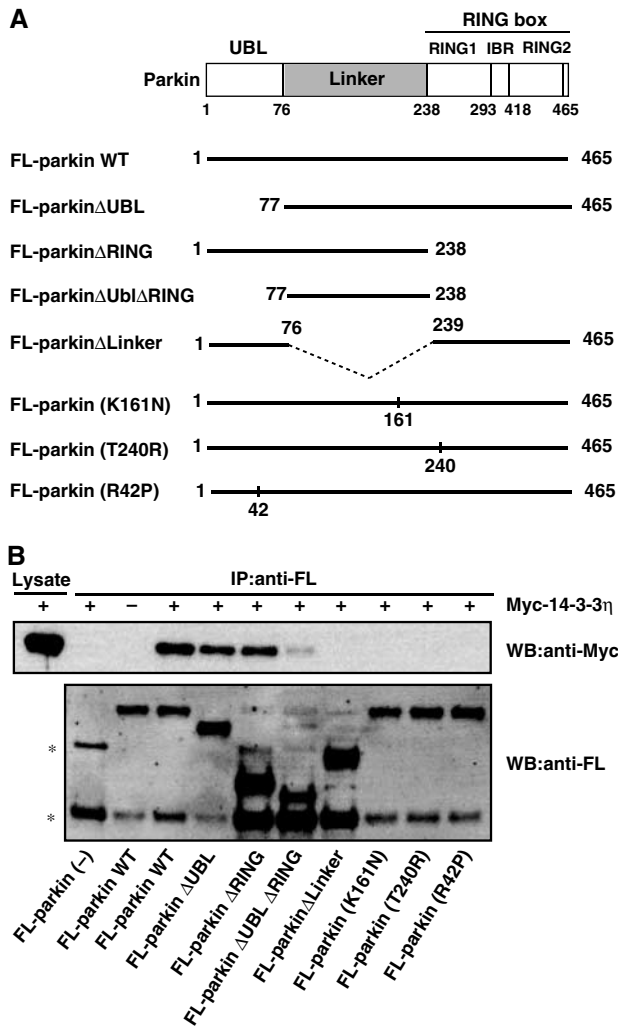 A
RING box
UBL RING1 IBR RING2
Parkin Linker
1 76 238 293 418 465
FL-parkin WT 1 465
FL-parkinΔUBL 77 465
FL-parkinΔRING 1 238
FL-parkinΔUblΔRING 77 238
FL-parkinΔLinker 1 76 239 465
FL-parkin (K161N) 1 465
161
FL-parkin (T240R) 1 465
240
FL-parkin (R42P) 1 465
42
B
Lysate IP:anti-FL
+ + – + + + + + + + + Myc-14-3-3η
WB:anti-Myc
* WB:anti-FL
*
FL-parkin (–)
FL-parkin WT
FL-parkin WT
FL-parkin ΔUBL
FL-parkin ΔRING
FL-parkin ΔUBL ΔRING
FL-parkinΔLinker
FL-parkin (K161N)
FL-parkin (T240R)
FL-parkin (R42P)